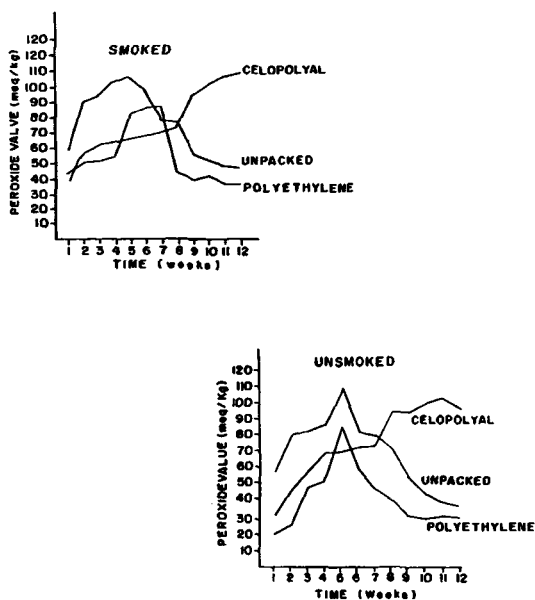 SMOKED
PEROXIDE VALVE (meq/kg)
120
110
100
90
80
70
60
50
40
30
20
10
CELOPOLYAL
UNPACKED
POLYETHYLENE
1 2 3 4 5 6 7 8 9 10 11 12
TIME (weeks)
UNSMOKED
PEROXIDEVALUE (meq/Kg)
120
110
100
90
80
70
60
50
40
30
20
10
CELOPOLYAL
UNPACKED
POLYETHYLENE
1 2 3 4 6 6 7 8 9 10 11 12
TIME (Weeks)